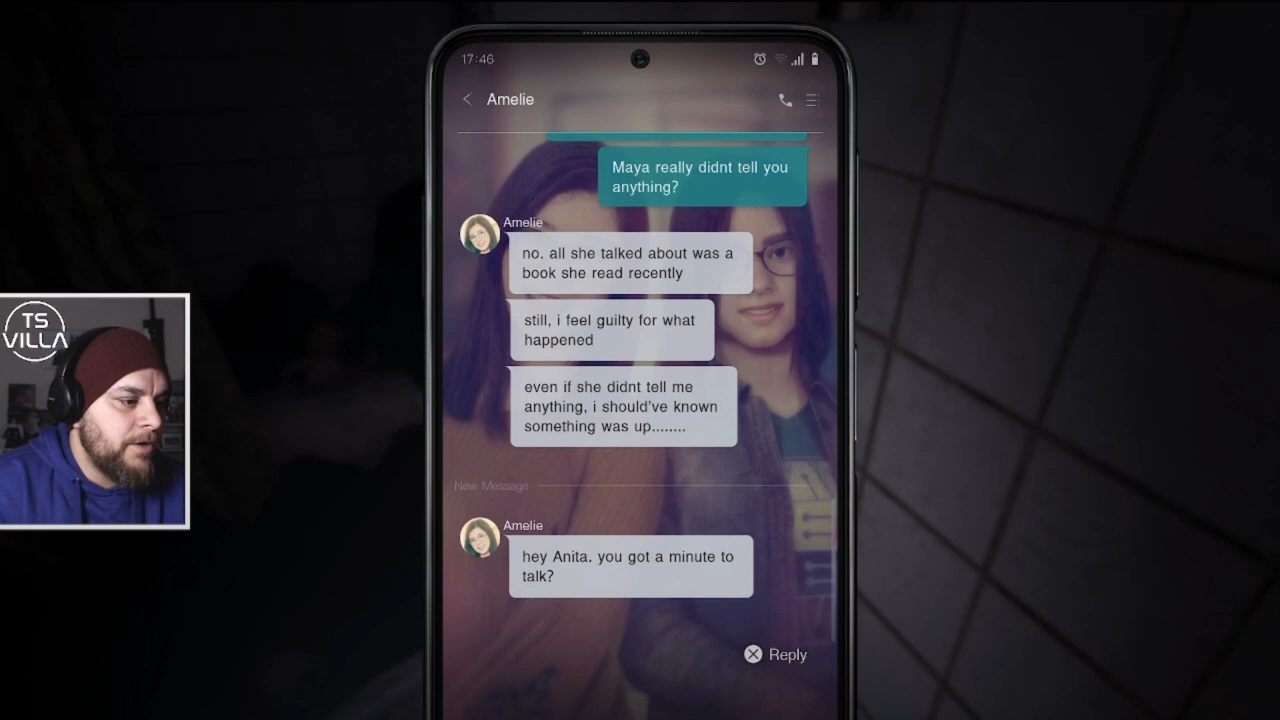 17:46
Amelie
Maya really didnt tell you
anything?
Amelie
no. all she talked about was a
book she read recently
still, i feel guilty for what
happened
even if she didnt tell me
anything, i should've known
something was up........
New Message
Amelie
hey Anita. you got a minute to
talk?
Reply
TS
VILLA